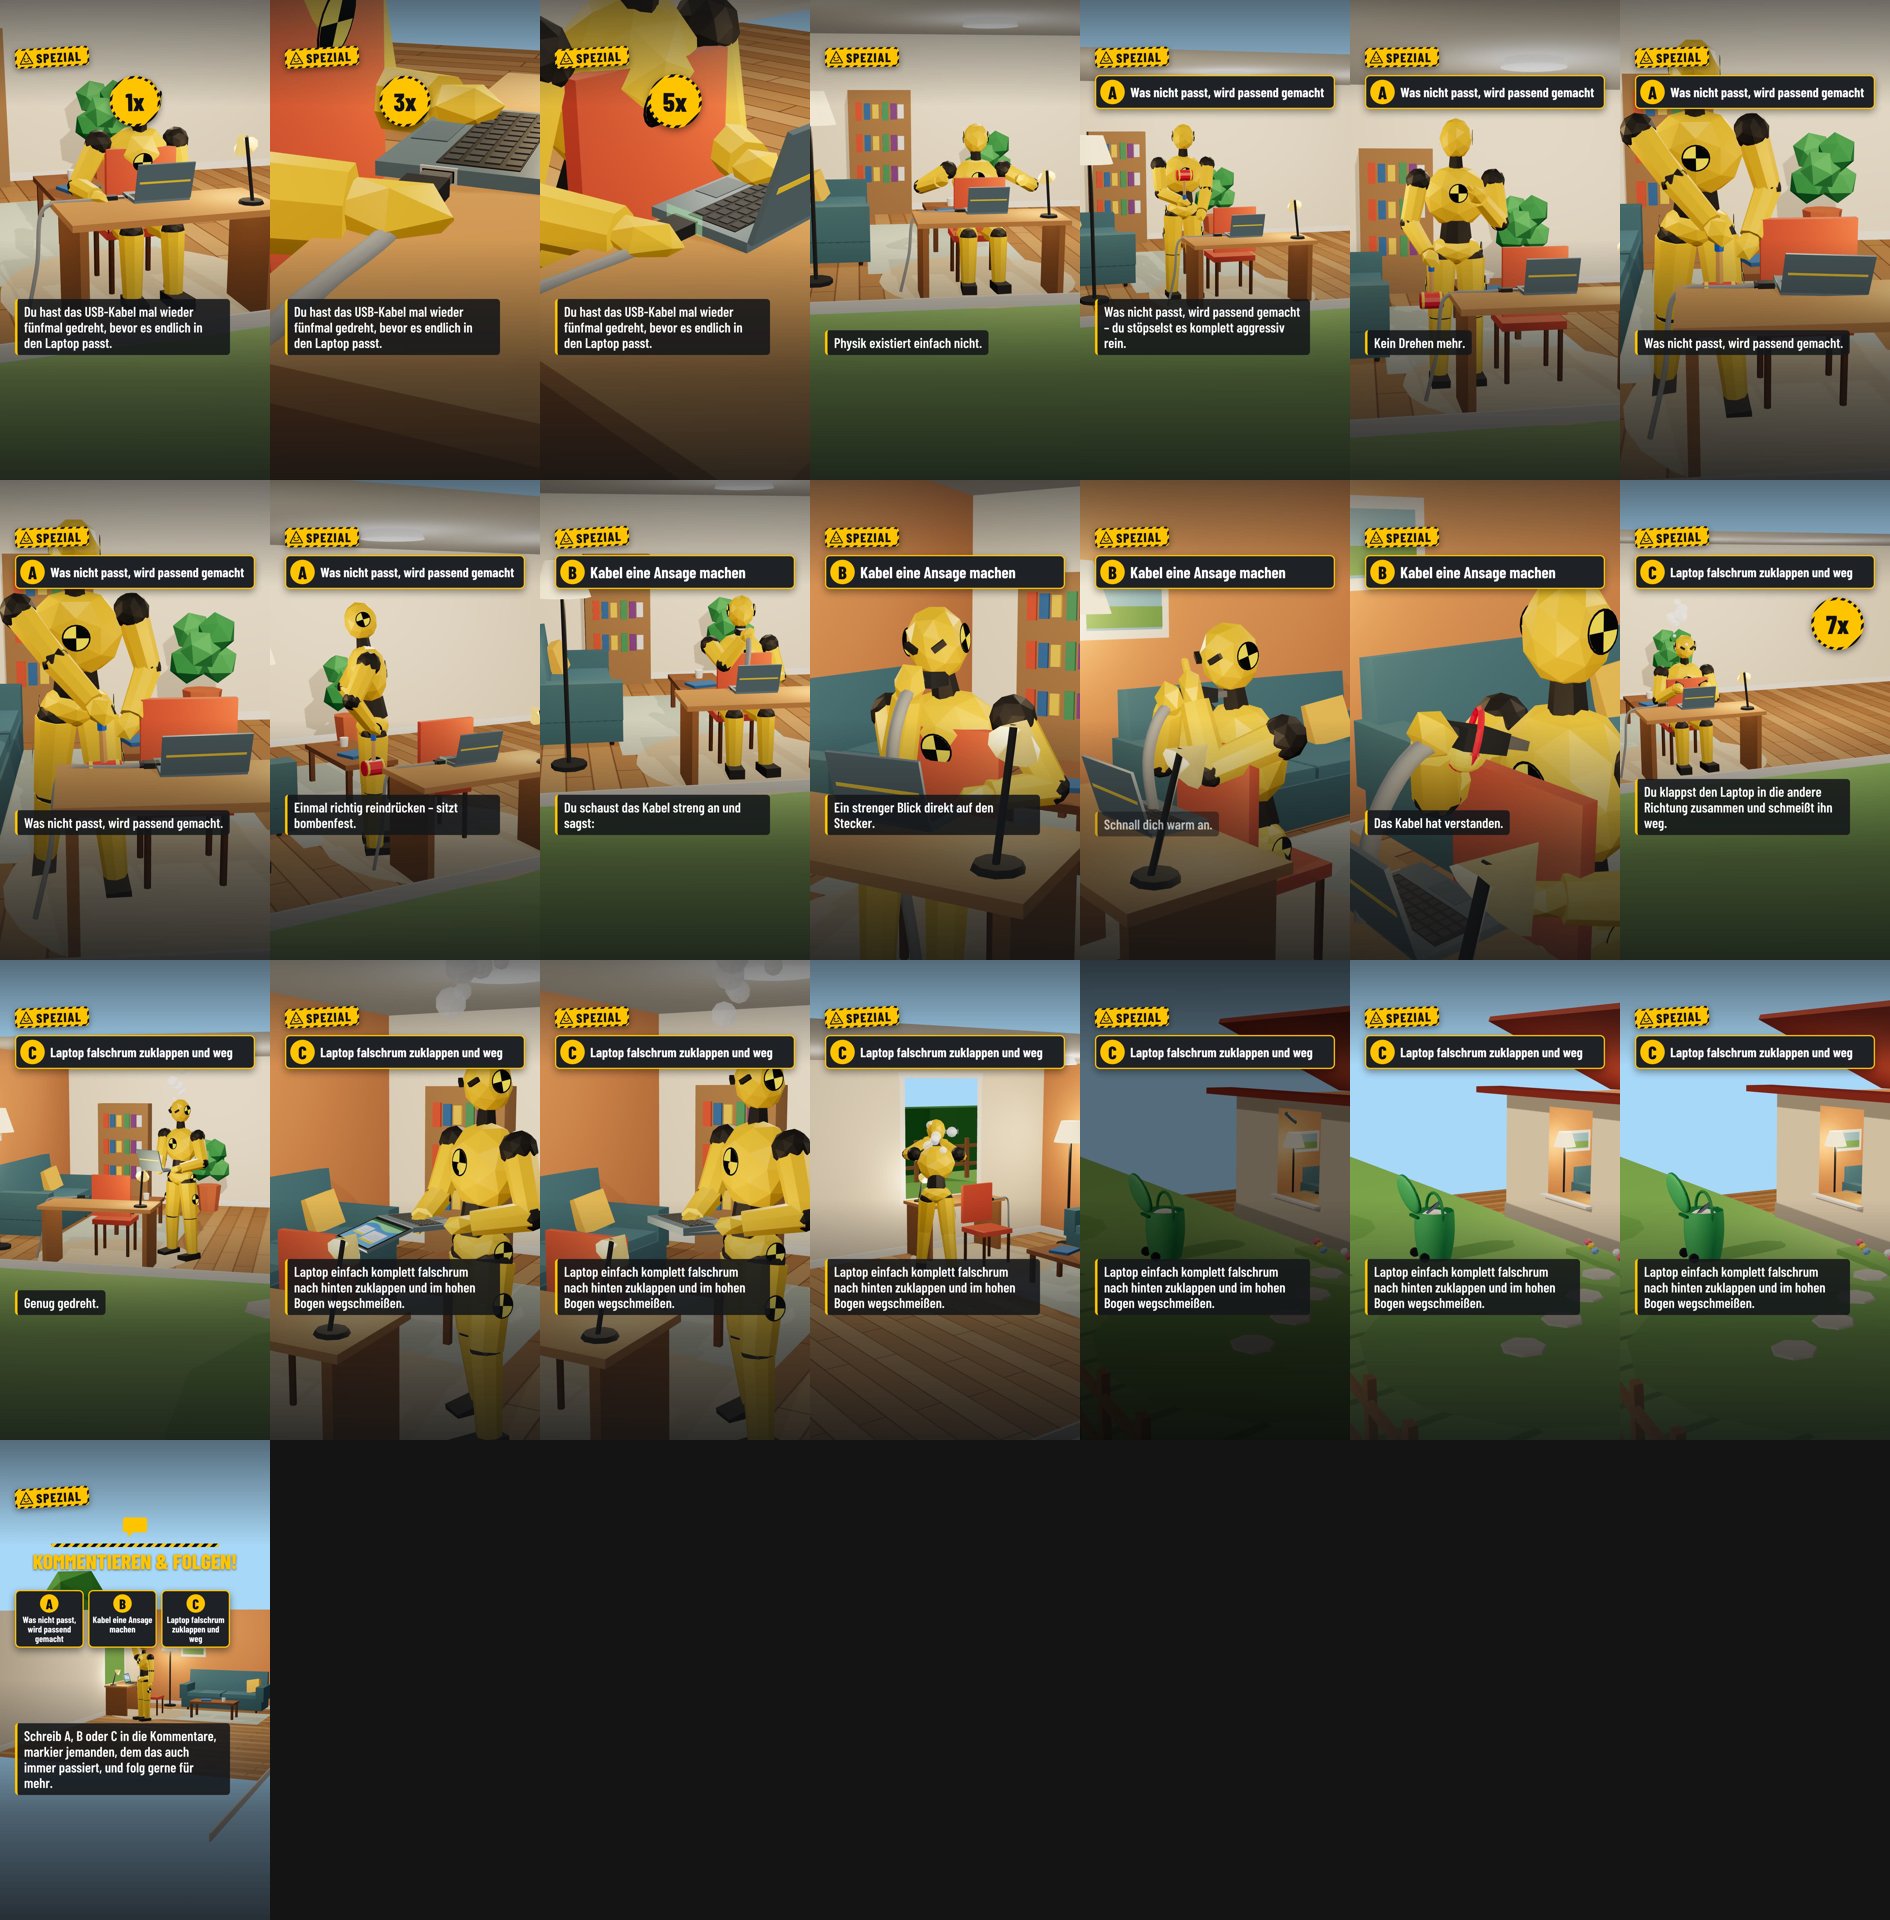 SPEZIAL
1x
Du hast das USB-Kabel mal wieder
fünfmal gedreht, bevor es endlich in
den Laptop passt.
SPEZIAL
3x
Du hast das USB-Kabel mal wieder
fünfmal gedreht, bevor es endlich in
den Laptop passt.
SPEZIAL
5x
Du hast das USB-Kabel mal wieder
fünfmal gedreht, bevor es endlich in
den Laptop passt.
SPEZIAL
Physik existiert einfach nicht.
SPEZIAL
A Was nicht passt, wird passend gemacht
Was nicht passt, wird passend gemacht
– du stöpselst es komplett aggressiv
rein.
SPEZIAL
A Was nicht passt, wird passend gemacht
Kein Drehen mehr.
SPEZIAL
A Was nicht passt, wird passend gemacht
Was nicht passt, wird passend gemacht.
SPEZIAL
A Was nicht passt, wird passend gemacht
Was nicht passt, wird passend gemacht.
SPEZIAL
A Was nicht passt, wird passend gemacht
Einmal richtig reindrücken – sitzt
bombenfest.
SPEZIAL
B Kabel eine Ansage machen
Du schaust das Kabel streng an und
sagst:
SPEZIAL
B Kabel eine Ansage machen
Ein strenger Blick direkt auf den
Stecker.
SPEZIAL
B Kabel eine Ansage machen
Schnall dich warm an.
SPEZIAL
B Kabel eine Ansage machen
Das Kabel hat verstanden.
SPEZIAL
C Laptop falschrum zuklappen und weg
7x
Du klappst den Laptop in die andere
Richtung zusammen und schmeißt ihn
weg.
SPEZIAL
C Laptop falschrum zuklappen und weg
Genug gedreht.
SPEZIAL
C Laptop falschrum zuklappen und weg
Laptop einfach komplett falschrum
nach hinten zuklappen und im hohen
Bogen wegschmeißen.
SPEZIAL
C Laptop falschrum zuklappen und weg
Laptop einfach komplett falschrum
nach hinten zuklappen und im hohen
Bogen wegschmeißen.
SPEZIAL
C Laptop falschrum zuklappen und weg
Laptop einfach komplett falschrum
nach hinten zuklappen und im hohen
Bogen wegschmeißen.
SPEZIAL
C Laptop falschrum zuklappen und weg
Laptop einfach komplett falschrum
nach hinten zuklappen und im hohen
Bogen wegschmeißen.
SPEZIAL
C Laptop falschrum zuklappen und weg
Laptop einfach komplett falschrum
nach hinten zuklappen und im hohen
Bogen wegschmeißen.
SPEZIAL
C Laptop falschrum zuklappen und weg
Laptop einfach komplett falschrum
nach hinten zuklappen und im hohen
Bogen wegschmeißen.
SPEZIAL
KOMMENTIEREN & FOLGEN!
A
Was nicht passt,
wird passend
gemacht
B
Kabel eine Ansage
machen
C
Laptop falschrum
zuklappen und
weg
Schreib A, B oder C in die Kommentare,
markier jemanden, dem das auch
immer passiert, und folg gerne für
mehr.